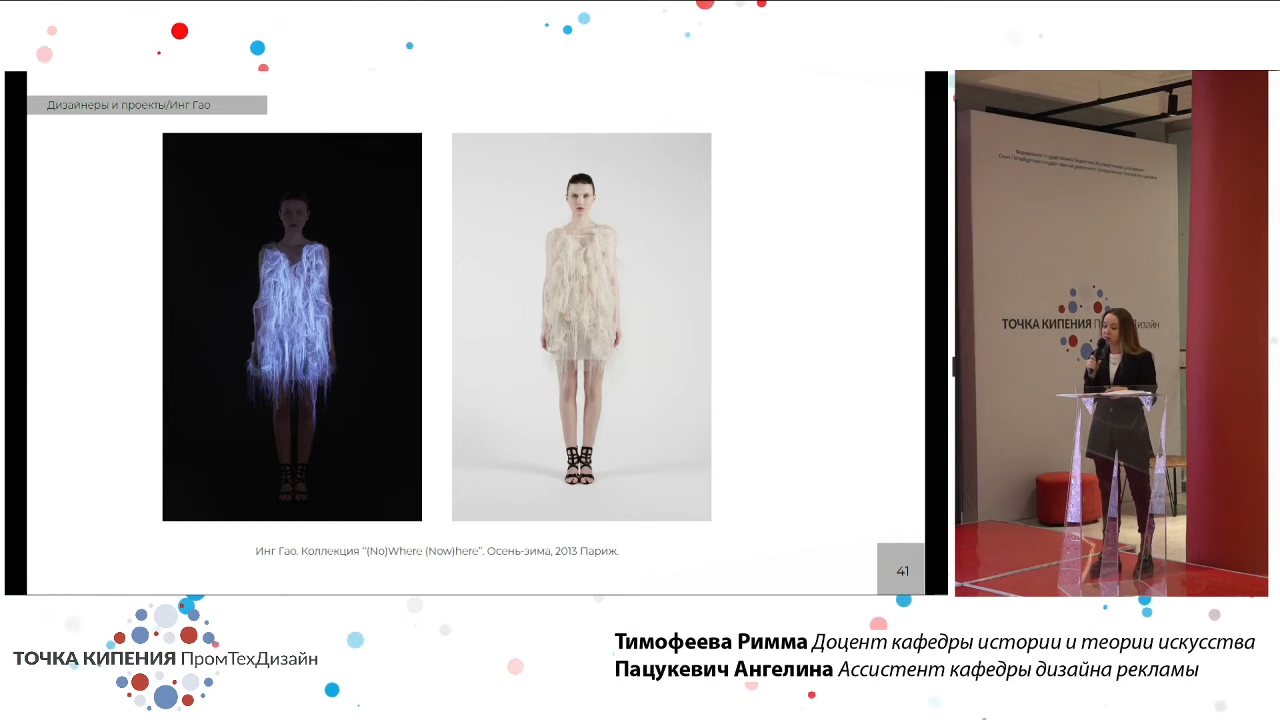 Дизайнеры и проекты/Инг Гао
Инг Гао. Коллекция "(No)Where (Now)here". Осень-зима, 2013 Париж.
41
ТОЧКА КИПЕНИЯ ПромТехДизайн
ТОЧКА КИПЕНИЯ ПромТехДизайн
Тимофеева Римма Доцент кафедры истории и теории искусства
Пацукевич Ангелина Ассистент кафедры дизайна рекламы